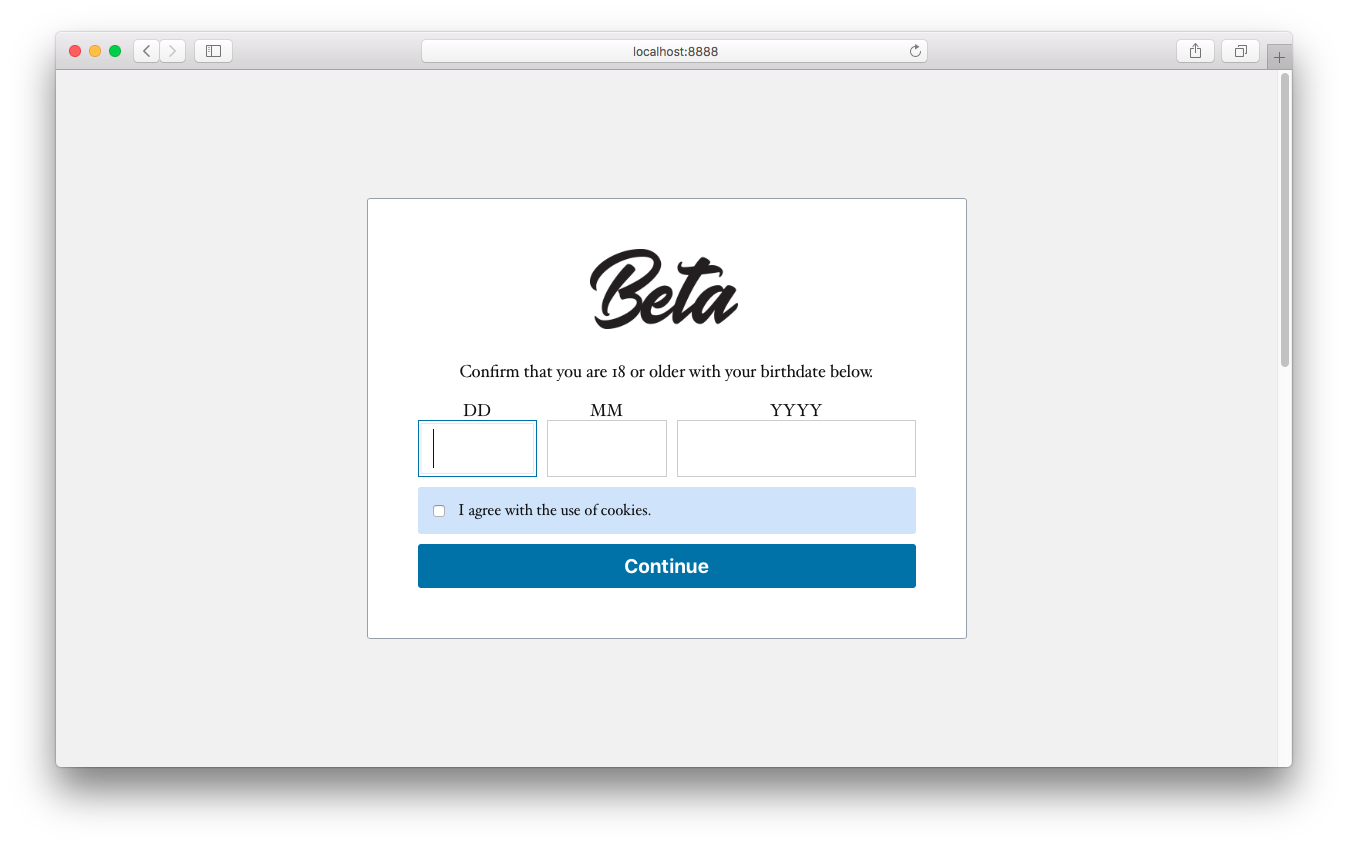 localhost:8888
Beta
Confirm that you are 18 or older with your birthdate below.
DD MM YYYY
I agree with the use of cookies.
Continue